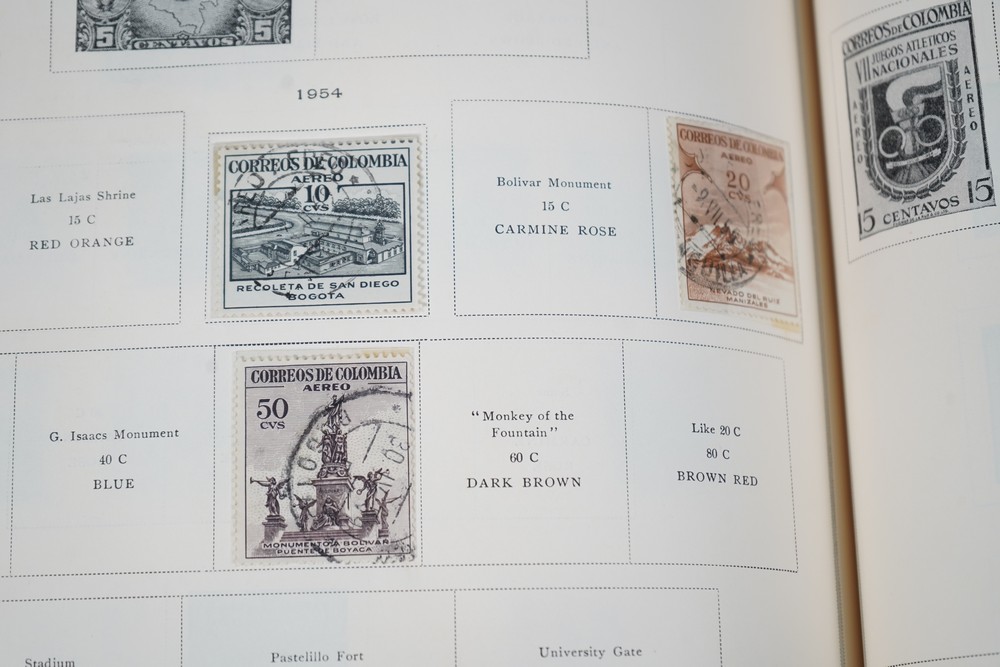 5 CENTAVOS 5
1954
Las Lajas Shrine
15 C
RED ORANGE
CORREOS DE COLOMBIA
AEREO
10
CVS
RECOLETA DE SAN DIEGO
BOGOTA
Bolivar Monument
15 C
CARMINE ROSE
CORREOS DE COLOMBIA
AEREO
20
CVS
NEVADO DEL RUIZ
MANIZALES
G. Isaacs Monument
40 C
BLUE
CORREOS DE COLOMBIA
AEREO
50
CVS
MONUMENTO A BOLIVAR
PUENTE DE BOYACA
"Monkey of the
Fountain"
60 C
DARK BROWN
Like 20 C
80 C
BROWN RED
Stadium
Pastelillo Fort
University Gate
CORREOS DE COLOMBIA
VII JUEGOS ATLETICOS
NACIONALES
AEREO
AEREO
15 CENTAVOS 15